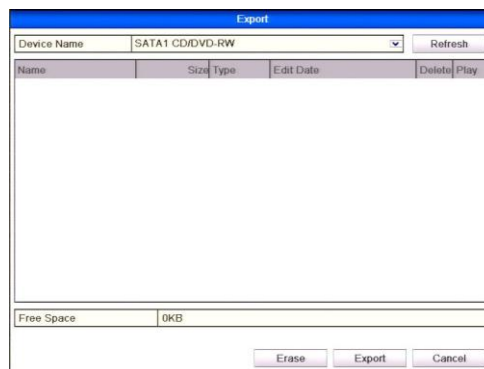 Export
Device Name SATA1 CD/DVD-RW Refresh
Name Size Type Edit Date Delete Play
Free Space 0KB
Erase Export Cancel